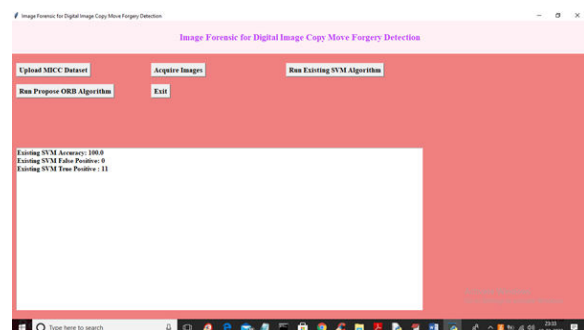 Image Forensic for Digital Image Copy Move Forgery Detection
Image Forensic for Digital Image Copy Move Forgery Detection
Upload MICC Dataset
Acquire Images
Run Existing SVM Algorithm
Run Propose ORB Algorithm
Exit
Existing SVM Accuracy: 100.0
Existing SVM False Positive: 0
Existing SVM True Positive : 11
Type here to search